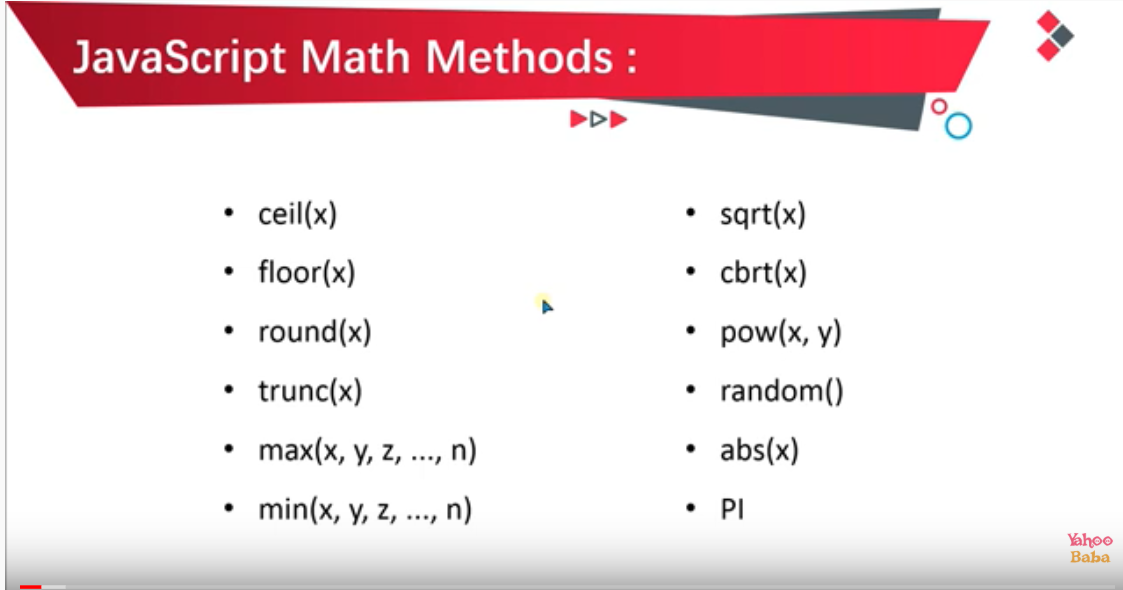 JavaScript Math Methods :
• ceil(x)
• floor(x)
• round(x)
• trunc(x)
• max(x, y, z, ..., n)
• min(x, y, z, ..., n)
• sqrt(x)
• cbrt(x)
• pow(x, y)
• random()
• abs(x)
• PI
Yahoo
Baba